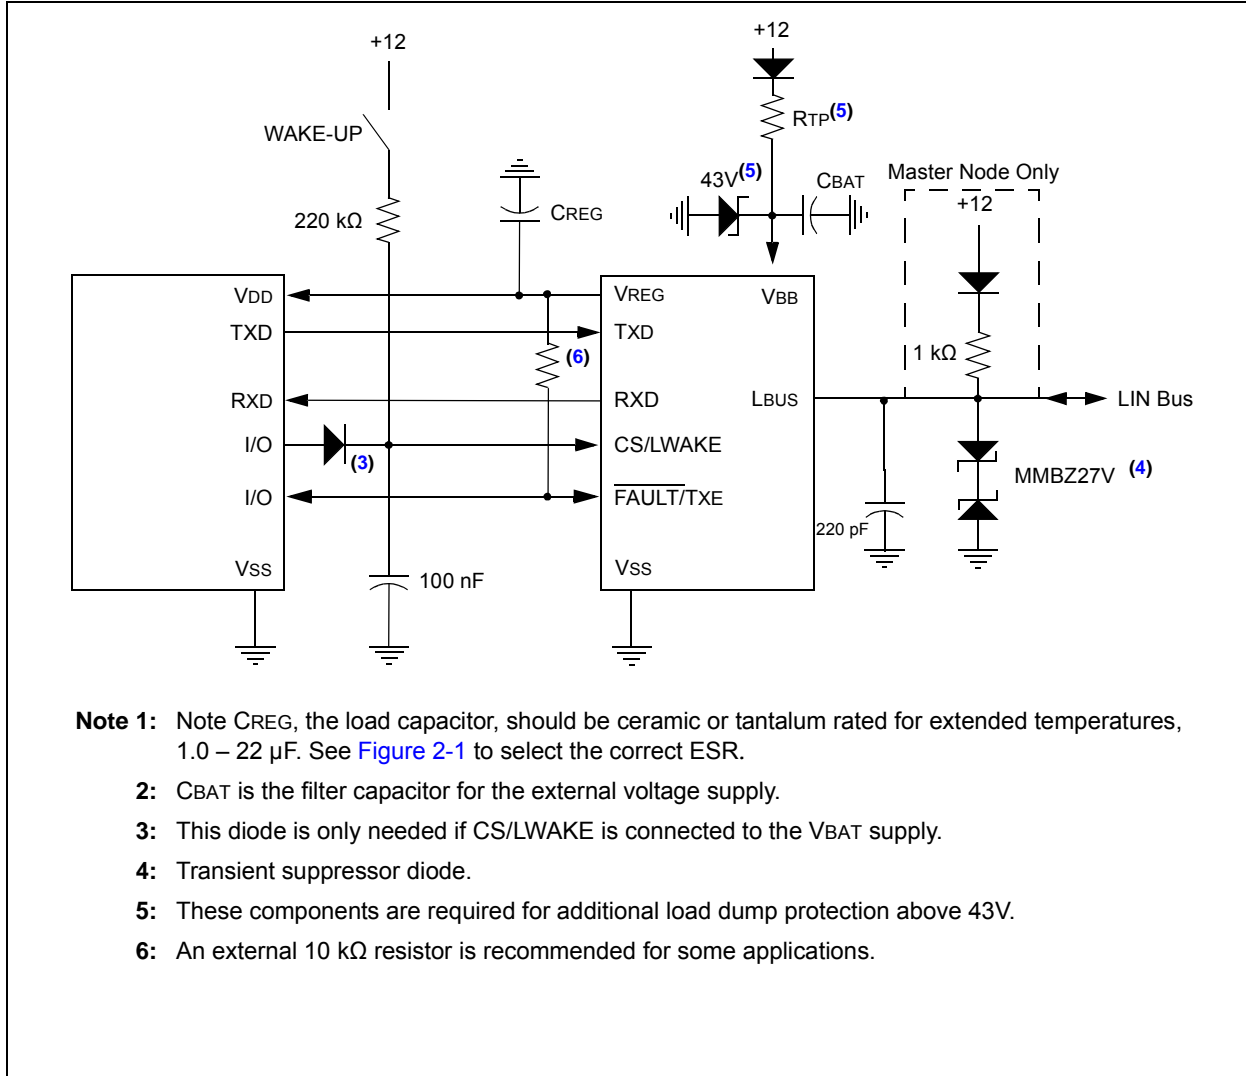 +12
+12
WAKE-UP
RTP(5)
43V(5)
CBAT
Master Node Only
+12
220 kΩ
CREG
VDD
VREG
VBB
TXD
TXD
(6)
1 kΩ
RXD
RXD
LBUS
LIN Bus
I/O
(3)
CS/LWAKE
MMBZ27V (4)
I/O
FAULT/TXE
220 pF
VSS
100 nF
VSS
Note 1: Note CREG, the load capacitor, should be ceramic or tantalum rated for extended temperatures,
1.0 – 22 µF. See Figure 2-1 to select the correct ESR.
2: CBAT is the filter capacitor for the external voltage supply.
3: This diode is only needed if CS/LWAKE is connected to the VBAT supply.
4: Transient suppressor diode.
5: These components are required for additional load dump protection above 43V.
6: An external 10 kΩ resistor is recommended for some applications.